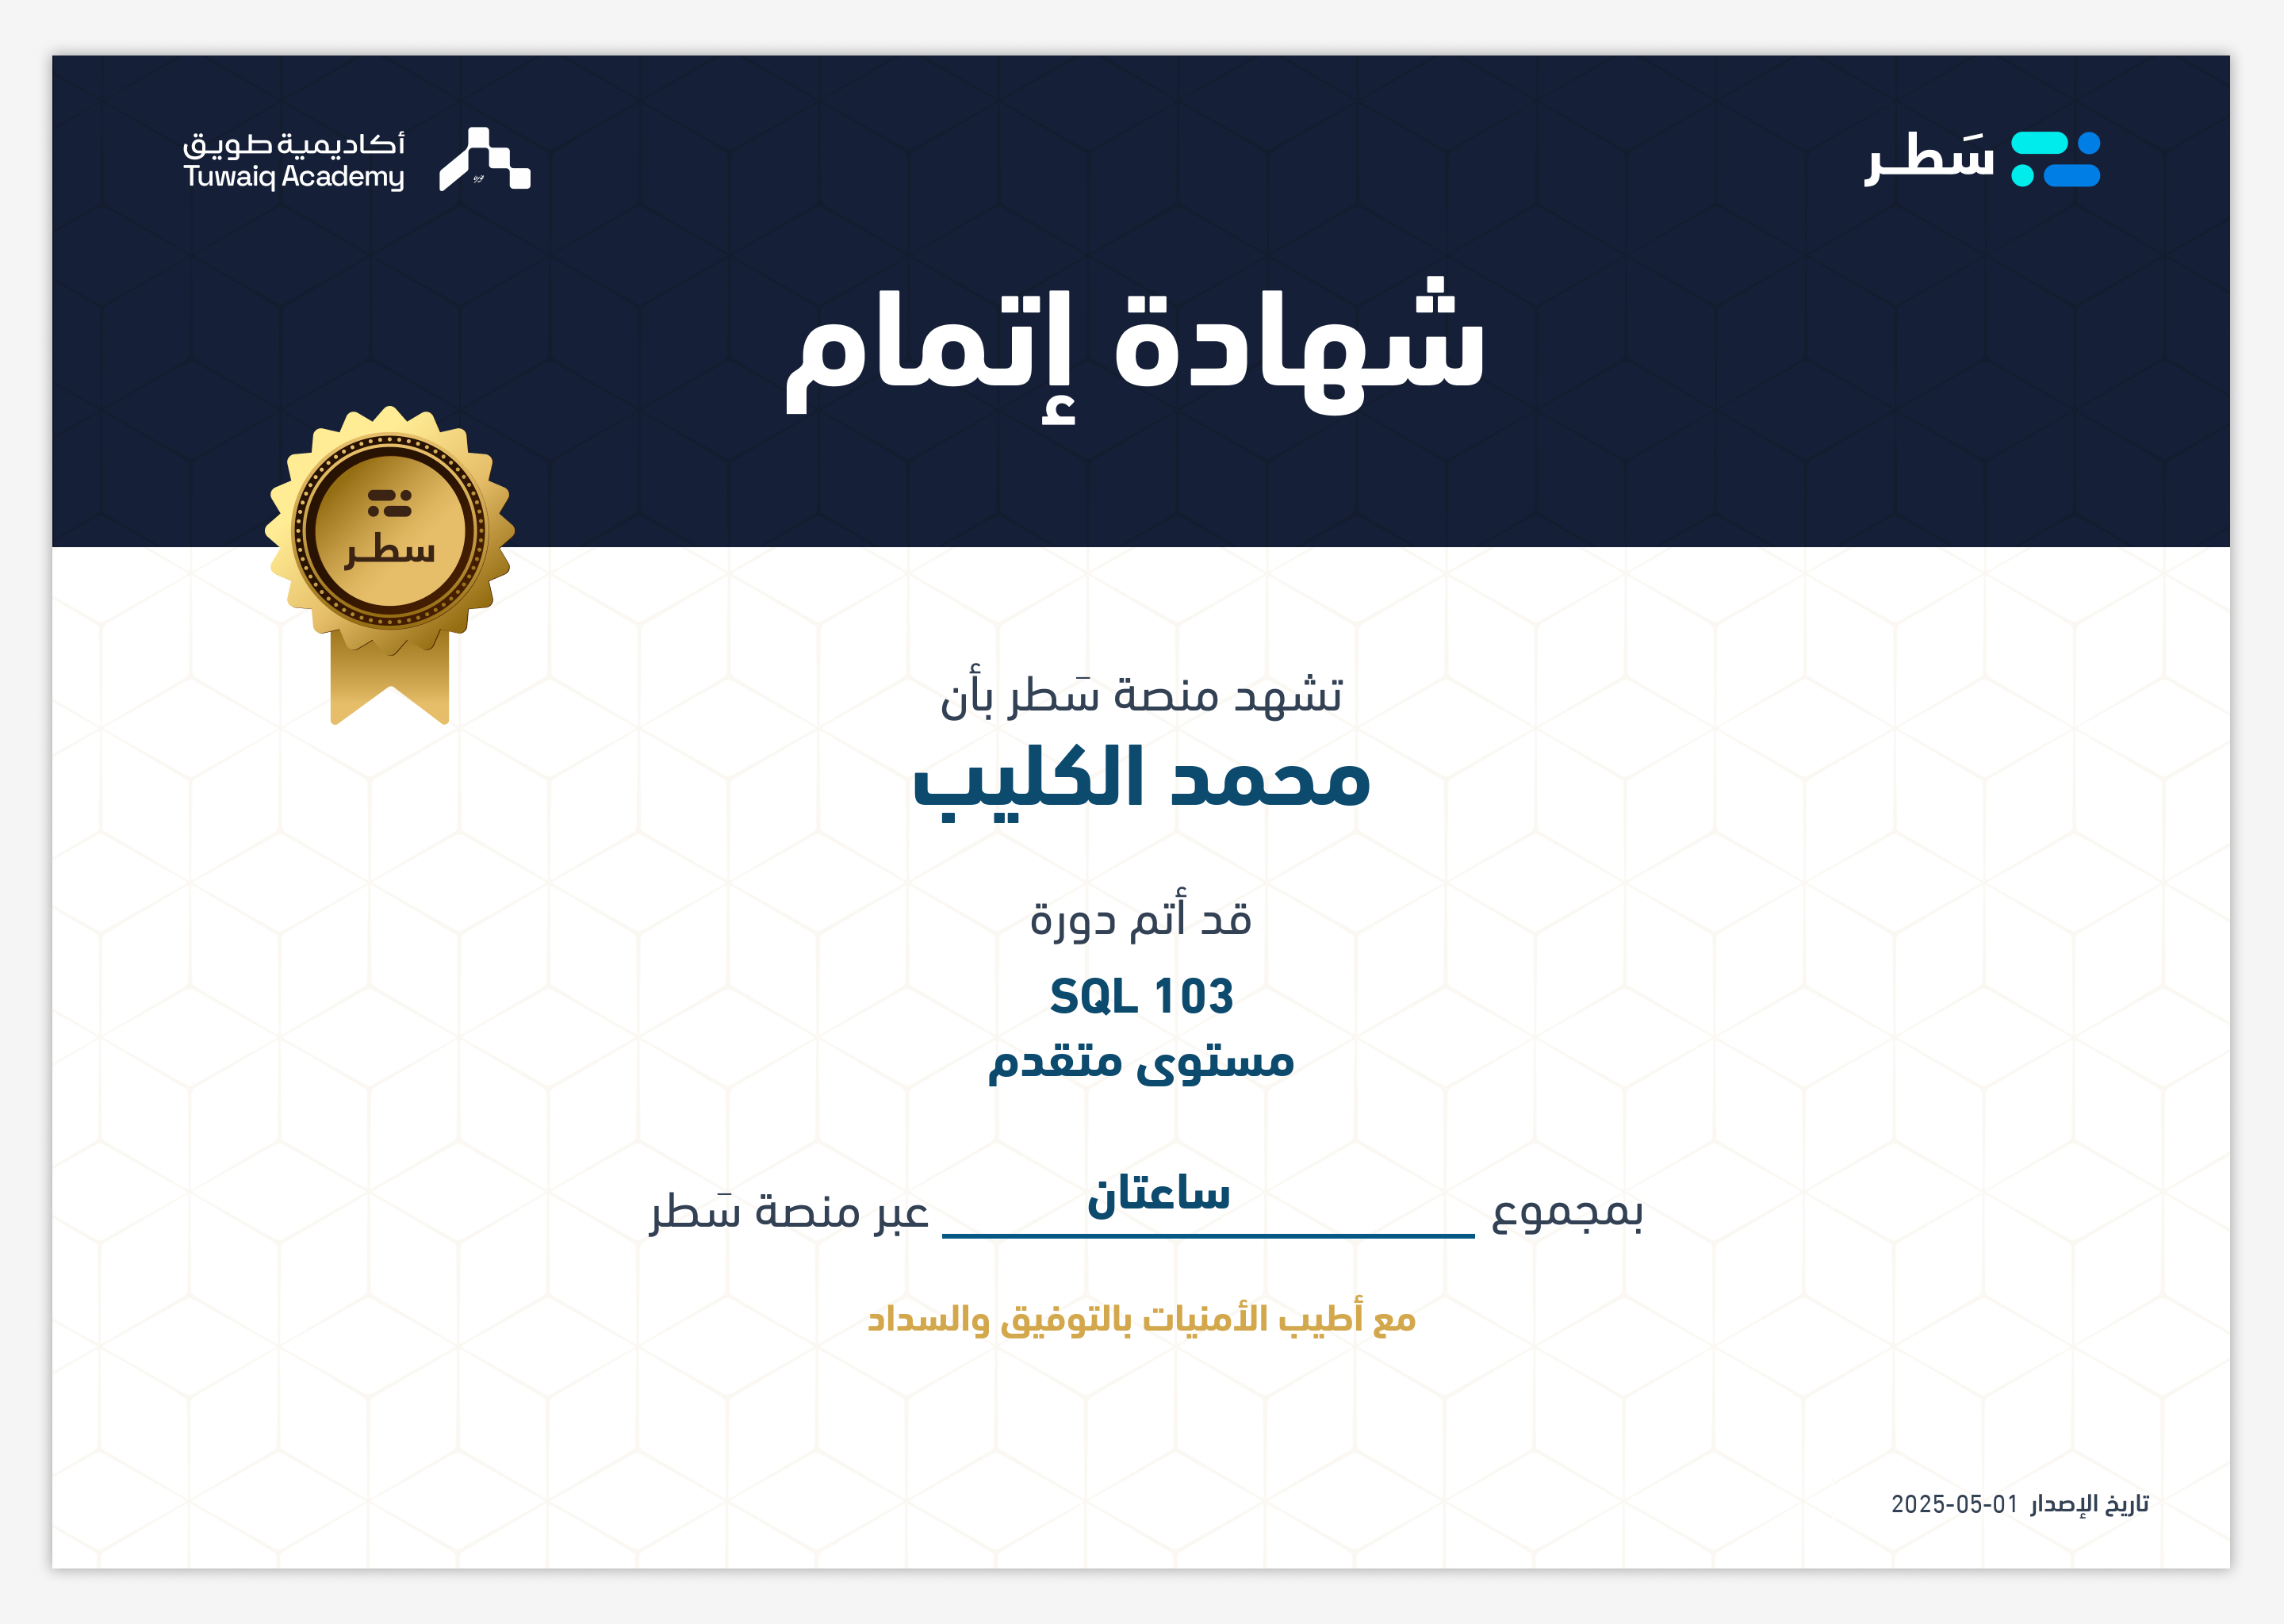 سَطر
أكاديمية طويق
Tuwaiq Academy
شهادة إتمام
سطر
تشهد منصة سَطر بأن
محمد الكليب
قد أتم دورة
SQL 103
مستوى متقدم
بمجموع ساعتان عبر منصة سَطر
مع أطيب الأمنيات بالتوفيق والسداد
تاريخ الإصدار 2025-05-01